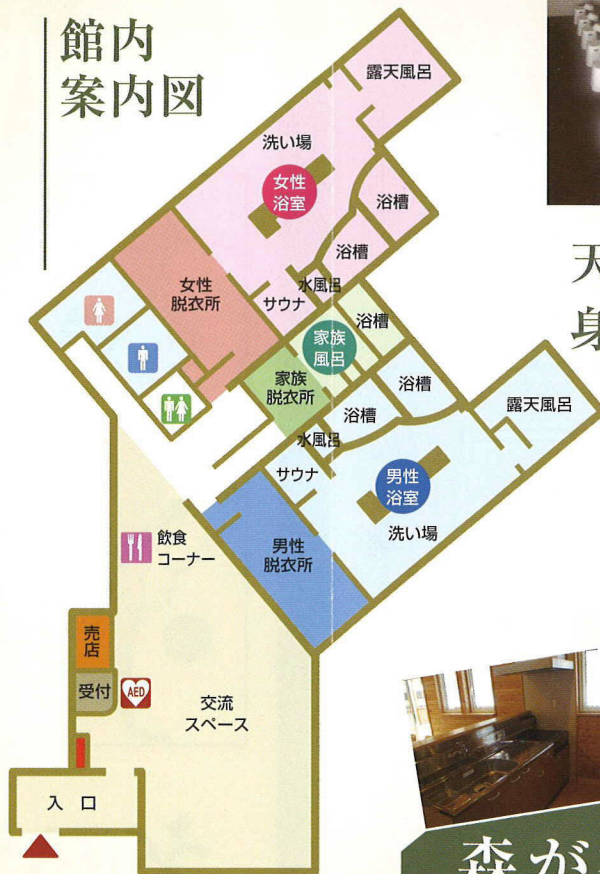 館内
案内図
露天風呂
洗い場
女性
浴室
浴槽
浴槽
女性
脱衣所
水風呂
サウナ
浴槽
家族
風呂
家族
脱衣所
浴槽
浴槽
露天風呂
水風呂
サウナ
男性
浴室
洗い場
男性
脱衣所
飲食
コーナー
売店
受付
AED
交流
スペース
入口
天
身
森が